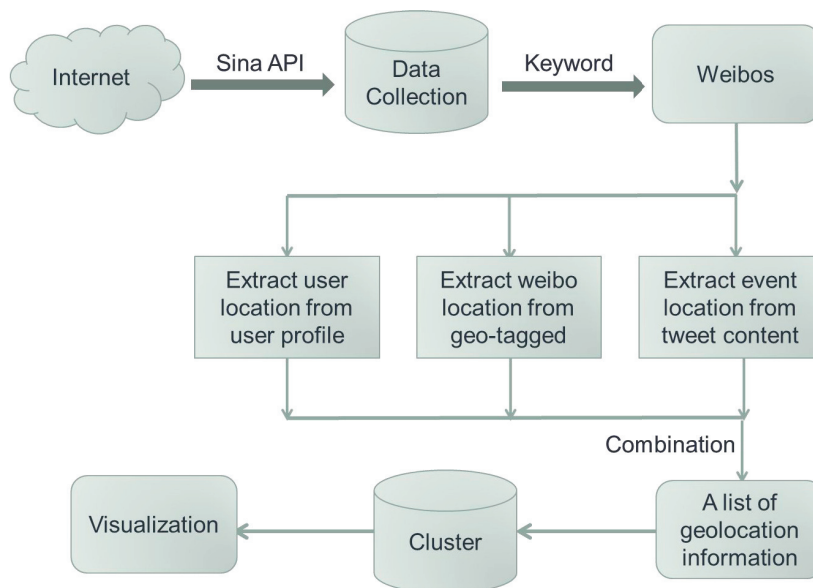 Internet
Sina API
Data
Collection
Keyword
Weibos
Extract user
location from
user profile
Extract weibo
location from
geo-tagged
Extract event
location from
tweet content
Combination
Visualization
Cluster
A list of
geolocation
information